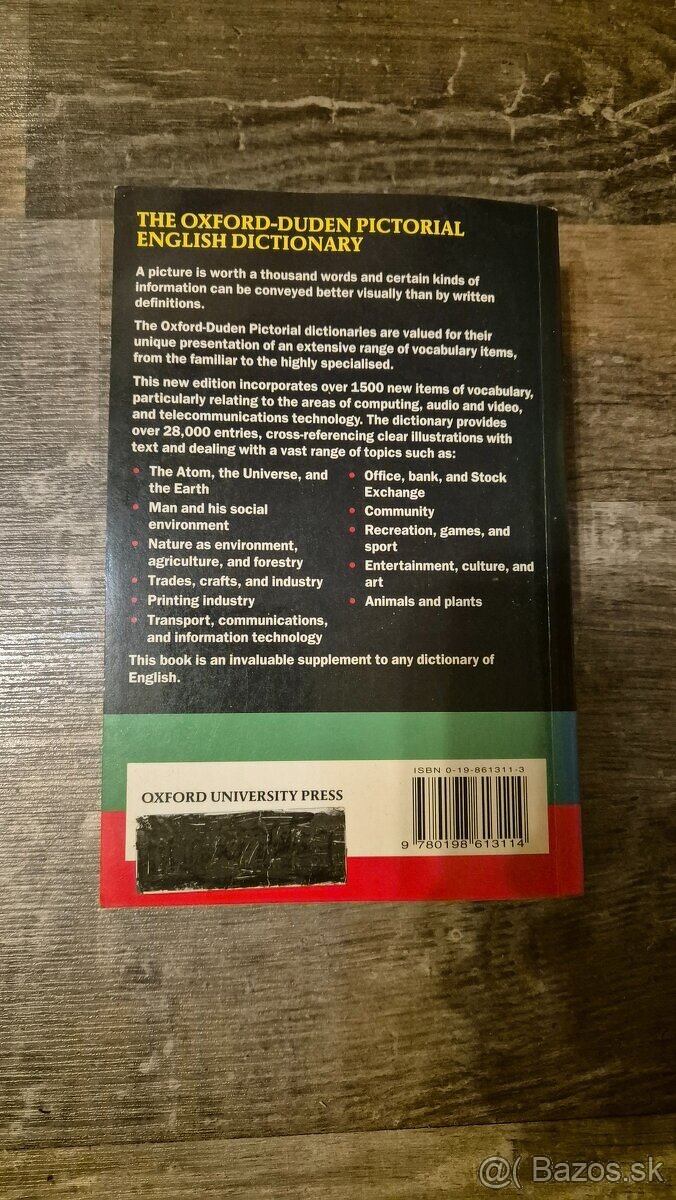 THE OXFORD-DUDEN PICTORIAL
ENGLISH DICTIONARY
A picture is worth a thousand words and certain kinds of
information can be conveyed better visually than by written
definitions.
The Oxford-Duden Pictorial dictionaries are valued for their
unique presentation of an extensive range of vocabulary items,
from the familiar to the highly specialised.
This new edition incorporates over 1500 new items of vocabulary,
particularly relating to the areas of computing, audio and video,
and telecommunications technology. The dictionary provides
over 28,000 entries, cross-referencing clear illustrations with
text and dealing with a vast range of topics such as:
• The Atom, the Universe, and
the Earth
• Man and his social
environment
• Nature as environment,
agriculture, and forestry
• Trades, crafts, and industry
• Printing industry
• Transport, communications,
and information technology
• Office, bank, and Stock
Exchange
• Community
• Recreation, games, and
sport
• Entertainment, culture, and
art
• Animals and plants
This book is an invaluable supplement to any dictionary of
English.
OXFORD UNIVERSITY PRESS
ISBN 0-19-861311-3
9 780198 613114
@( Bazos.sk